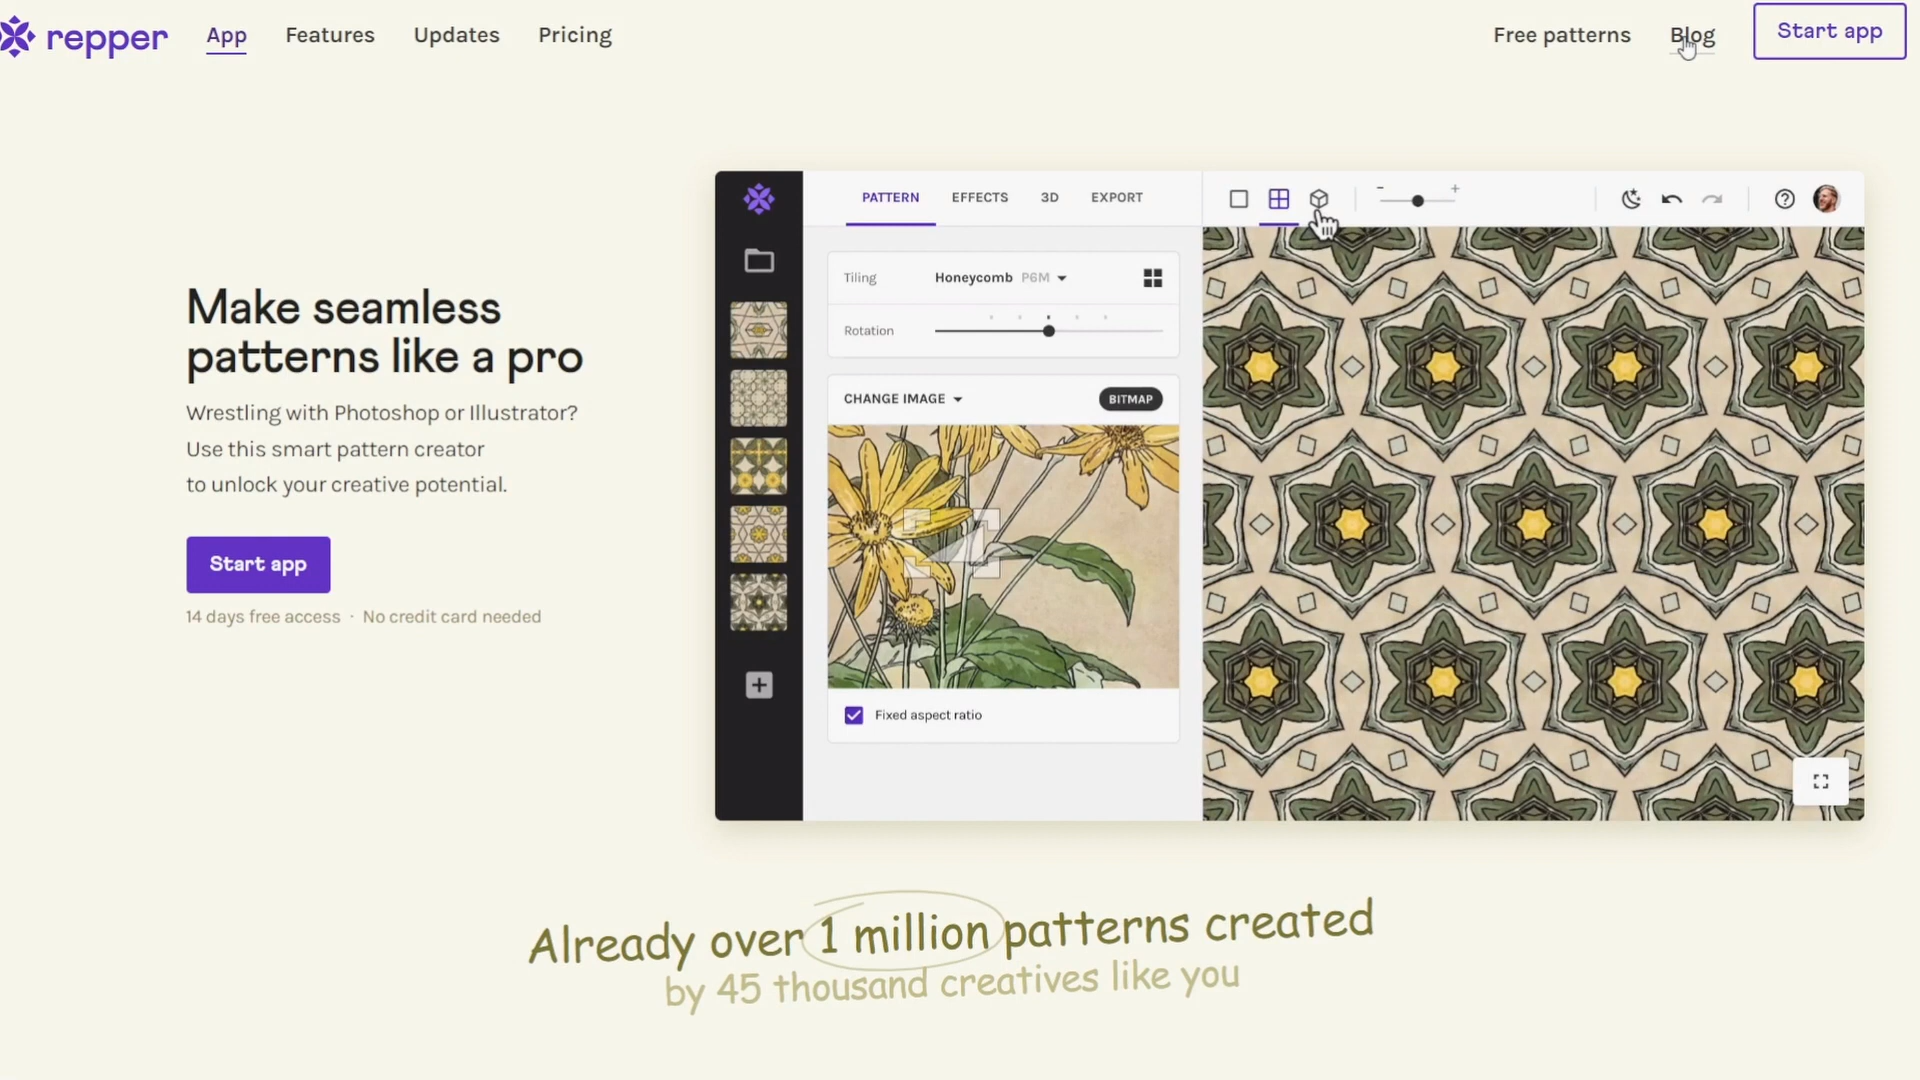 repper
App
Features
Updates
Pricing
Free patterns
Blog
Start app
PATTERN
EFFECTS
3D
EXPORT
Tiling
Honeycomb P6M
Rotation
CHANGE IMAGE
BITMAP
Fixed aspect ratio
Make seamless
patterns like a pro
Wrestling with Photoshop or Illustrator?
Use this smart pattern creator
to unlock your creative potential.
Start app
14 days free access · No credit card needed
Already over 1 million patterns created
by 45 thousand creatives like you